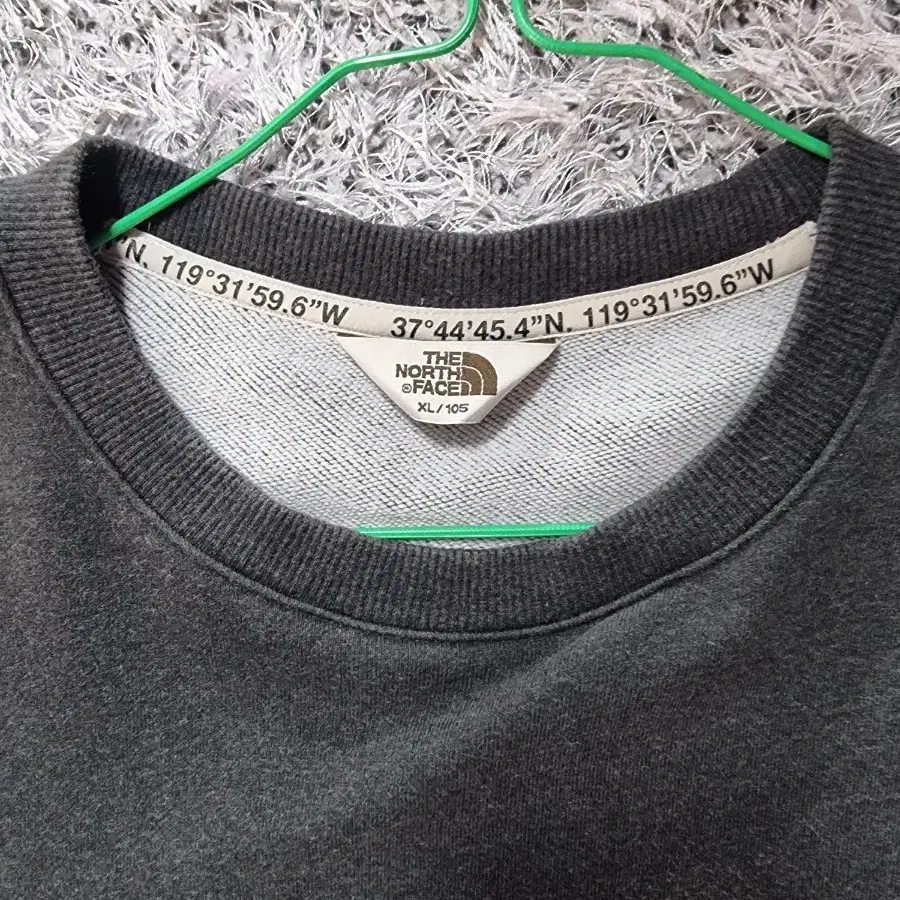 "N. 119°31'59.6"W 37°44'45.4"N. 119°31'59.6"W
THE
NORTH
®FACE
XL / 105